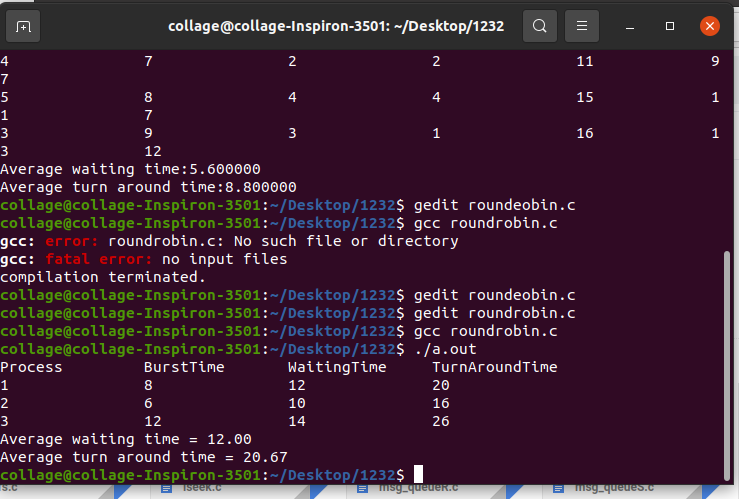 collage@collage-Inspiron-3501: ~/Desktop/1232
4 7 2 2 11 9
7
5 8 4 4 15 1
1 7
3 9 3 1 16 1
3 12
Average waiting time:5.600000
Average turn around time:8.800000
collage@collage-Inspiron-3501:~/Desktop/1232$ gedit roundeobin.c
collage@collage-Inspiron-3501:~/Desktop/1232$ gcc roundrobin.c
gcc: error: roundrobin.c: No such file or directory
gcc: fatal error: no input files
compilation terminated.
collage@collage-Inspiron-3501:~/Desktop/1232$ gedit roundeobin.c
collage@collage-Inspiron-3501:~/Desktop/1232$ gedit roundrobin.c
collage@collage-Inspiron-3501:~/Desktop/1232$ gcc roundrobin.c
collage@collage-Inspiron-3501:~/Desktop/1232$ ./a.out
Process BurstTime WaitingTime TurnAroundTime
1 8 12 20
2 6 10 16
3 12 14 26
Average waiting time = 12.00
Average turn around time = 20.67
collage@collage-Inspiron-3501:~/Desktop/1232$
lseek.c msg_queueR.c msg_queueS.c